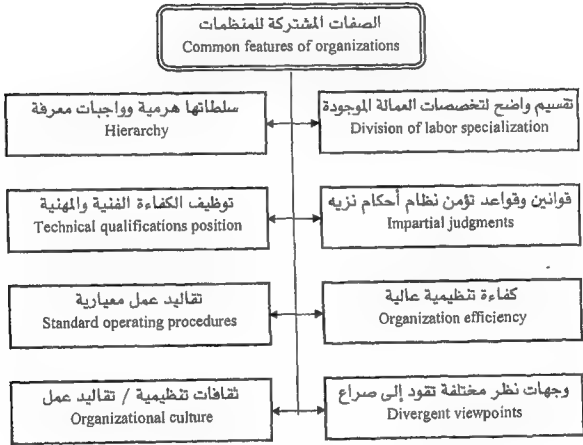 الصفات المشتركة للمنظمات
Common features of organizations
تقسيم واضح لتخصصات العمالة الموجودة
Division of labor specialization
سلطاتها هرمية وواجبات معرفة
Hierarchy
قوانين وقواعد تؤمن نظام أحكام نزيه
Impartial judgments
توظيف الكفاءة الفنية والمهنية
Technical qualifications position
كفاءة تنظيمية عالية
Organization efficiency
تقاليد عمل معيارية
Standard operating procedures
وجهات نظر مختلفة تقود إلى صراع
Divergent viewpoints
ثقافات تنظيمية / تقاليد عمل
Organizational culture